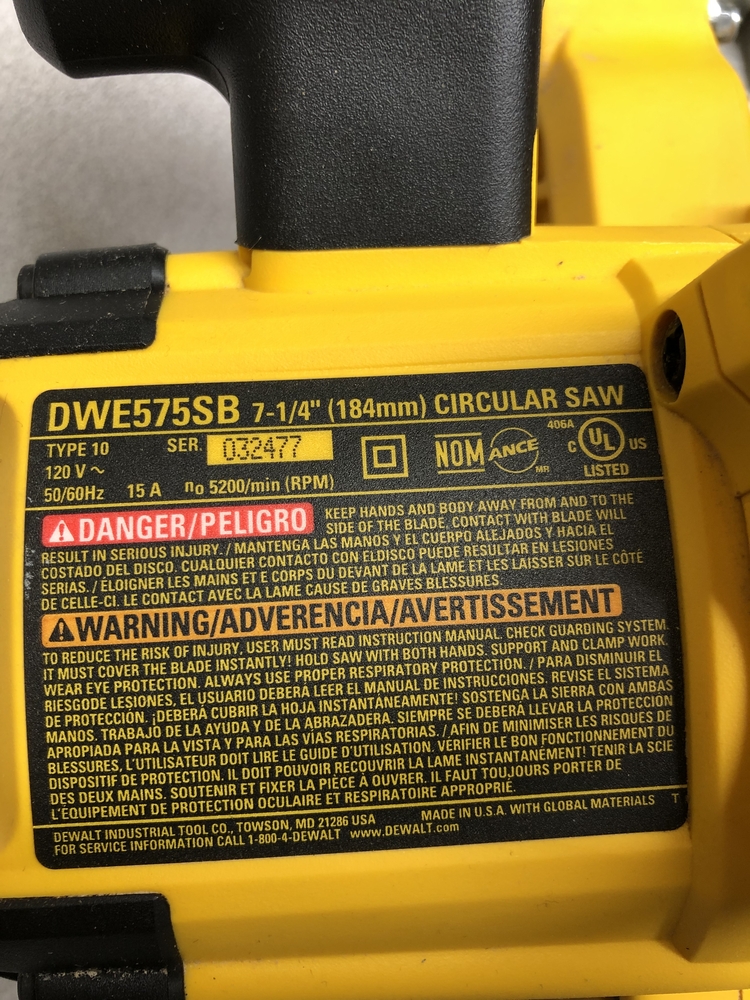 DWE575SB 7-1/4" (184mm) CIRCULAR SAW
TYPE 10 SER. 032477
120 V ~
50/60Hz 15 A no 5200/min (RPM)
NOM ANCE MR
406A
C UL US
LISTED
DANGER/PELIGRO KEEP HANDS AND BODY AWAY FROM AND TO THE
SIDE OF THE BLADE. CONTACT WITH BLADE WILL
RESULT IN SERIOUS INJURY. / MANTENGA LAS MANOS Y EL CUERPO ALEJADOS Y HACIA EL
COSTADO DEL DISCO. CUALQUIER CONTACTO CON ELDISCO PUEDE RESULTAR EN LESIONES
SERIAS. / ÉLOIGNER LES MAINS ET E CORPS DU DEVANT DE LA LAME ET LES LAISSER SUR LE CÔTÉ
DE CELLE-CI. LE CONTACT AVEC LA LAME CAUSE DE GRAVES BLESSURES.
WARNING/ADVERENCIA/AVERTISSEMENT
TO REDUCE THE RISK OF INJURY, USER MUST READ INSTRUCTION MANUAL. CHECK GUARDING SYSTEM.
IT MUST COVER THE BLADE INSTANTLY! HOLD SAW WITH BOTH HANDS. SUPPORT AND CLAMP WORK.
WEAR EYE PROTECTION. ALWAYS USE PROPER RESPIRATORY PROTECTION. / PARA DISMINUIR EL
RIESGODE LESIONES, EL USUARIO DEBERÁ LEER EL MANUAL DE INSTRUCCIONES. REVISE EL SISTEMA
DE PROTECCIÓN. ¡DEBERÁ CUBRIR LA HOJA INSTANTÁNEAMENTE! SOSTENGA LA SIERRA CON AMBAS
MANOS. TRABAJO DE LA AYUDA Y DE LA ABRAZADERA. SIEMPRE SE DEBERÁ LLEVAR LA PROTECCIÓN
APROPIADA PARA LA VISTA Y PARA LAS VÍAS RESPIRATORIAS. / AFIN DE MINIMISER LES RISQUES DE
BLESSURES, L'UTILISATEUR DOIT LIRE LE GUIDE D'UTILISATION. VÉRIFIER LE BON FONCTIONNEMENT DU
DISPOSITIF DE PROTECTION. IL DOIT POUVOIR RECOUVRIR LA LAME INSTANTANÉMENT! TENIR LA SCIE
DES DEUX MAINS. SOUTENIR ET FIXER LA PIÈCE À OUVRER. IL FAUT TOUJOURS PORTER DE
L'ÉQUIPEMENT DE PROTECTION OCULAIRE ET RESPIRATOIRE APPROPRIÉ.
DEWALT INDUSTRIAL TOOL CO., TOWSON, MD 21286 USA MADE IN U.S.A. WITH GLOBAL MATERIALS T
FOR SERVICE INFORMATION CALL 1-800-4-DEWALT www.DEWALT.com